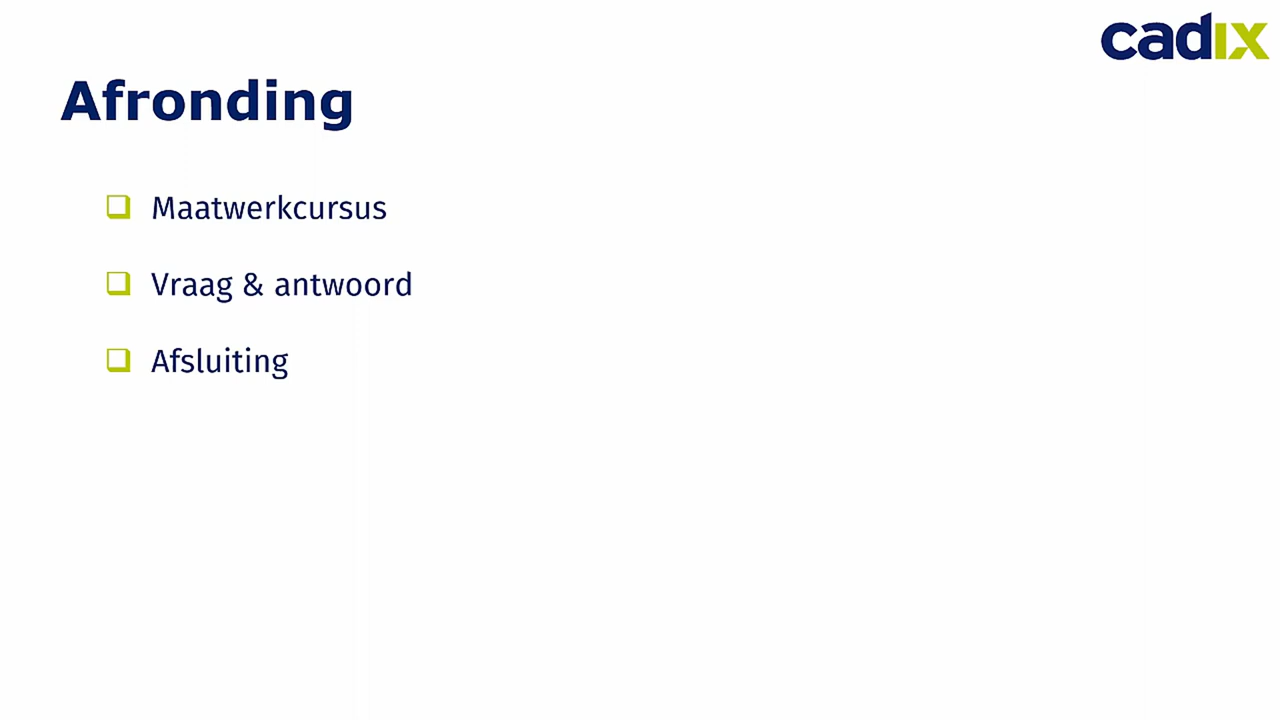 cadix
Afronding
Maatwerkcursus
Vraag & antwoord
Afsluiting